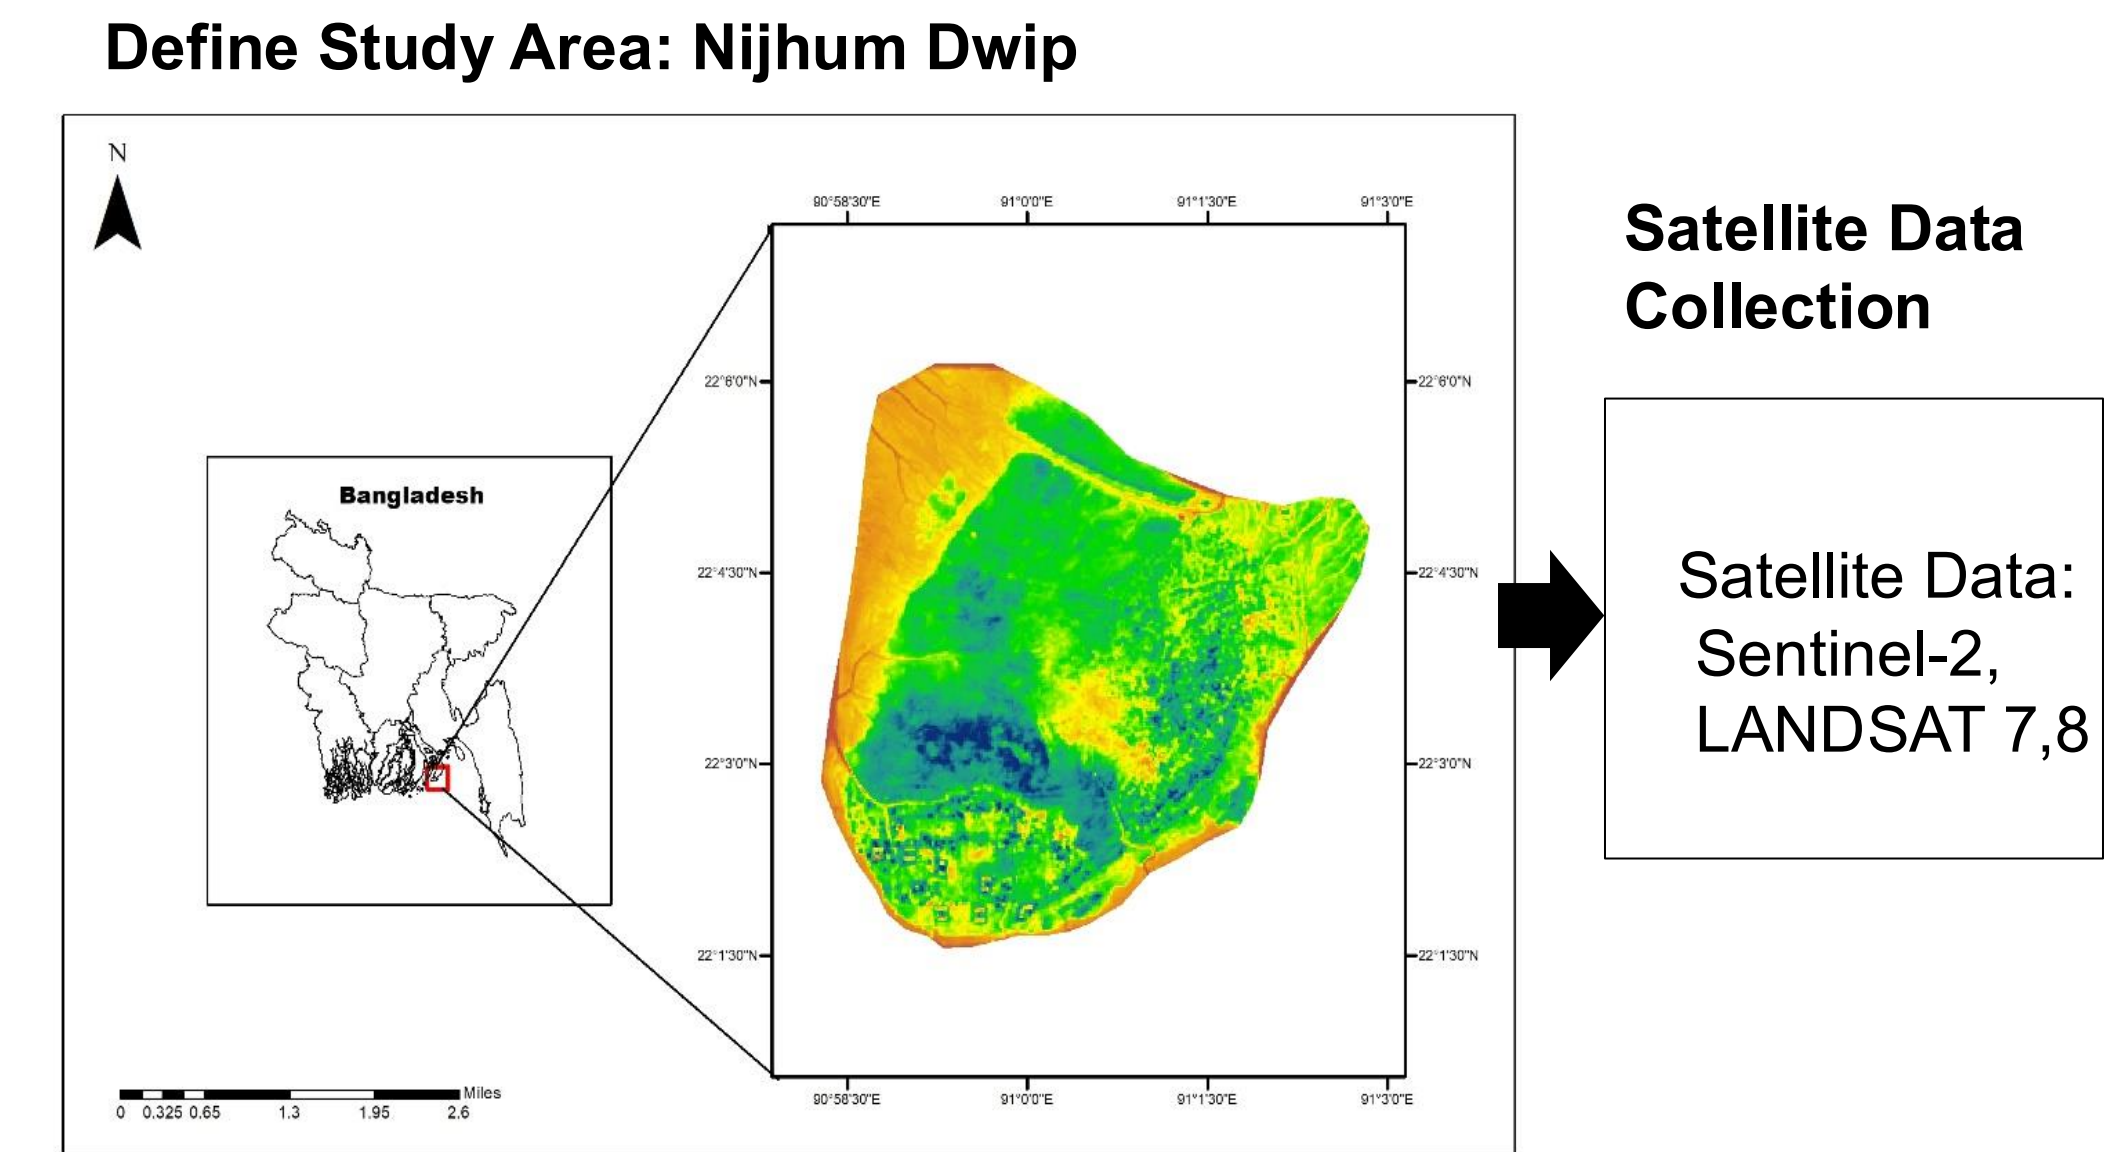 Define Study Area: Nijhum Dwip
N
90°58'30"E 91°0'0"E 91°1'30"E 91°3'0"E
22°6'0"N 22°6'0"N
22°4'30"N 22°4'30"N
22°3'0"N 22°3'0"N
22°1'30"N 22°1'30"N
90°58'30"E 91°0'0"E 91°1'30"E 91°3'0"E
Bangladesh
Miles
0 0.325 0.65 1.3 1.95 2.6
Satellite Data
Collection
Satellite Data:
Sentinel-2,
LANDSAT 7,8